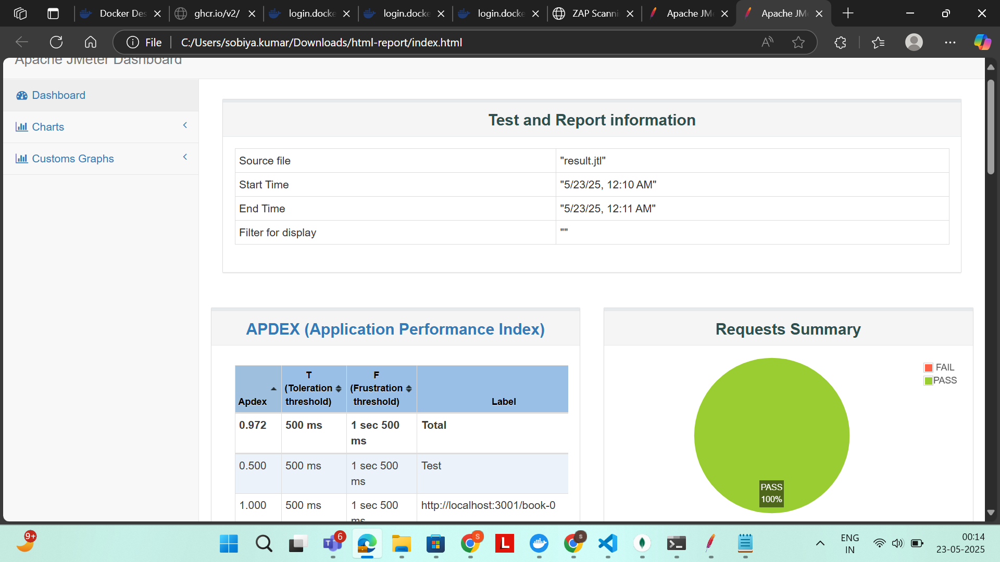 Docker Des
ghcr.io/v2/
login.docke
login.docke
login.docke
ZAP Scanni
Apache JM
Apache JM
File
C:/Users/sobiya.kumar/Downloads/html-report/index.html
Apache JMeter Dashboard
Dashboard
Charts
Customs Graphs
Test and Report information
Source file "result.jtl"
Start Time "5/23/25, 12:10 AM"
End Time "5/23/25, 12:11 AM"
Filter for display ""
APDEX (Application Performance Index)
Apdex
T (Toleration threshold)
F (Frustration threshold)
Label
0.972 500 ms 1 sec 500 ms Total
0.500 500 ms 1 sec 500 ms Test
1.000 500 ms 1 sec 500 ms http://localhost:3001/book-0
Requests Summary
FAIL
PASS
PASS
100%
9+
6
S
L
S
ENG
IN
00:14
23-05-2025